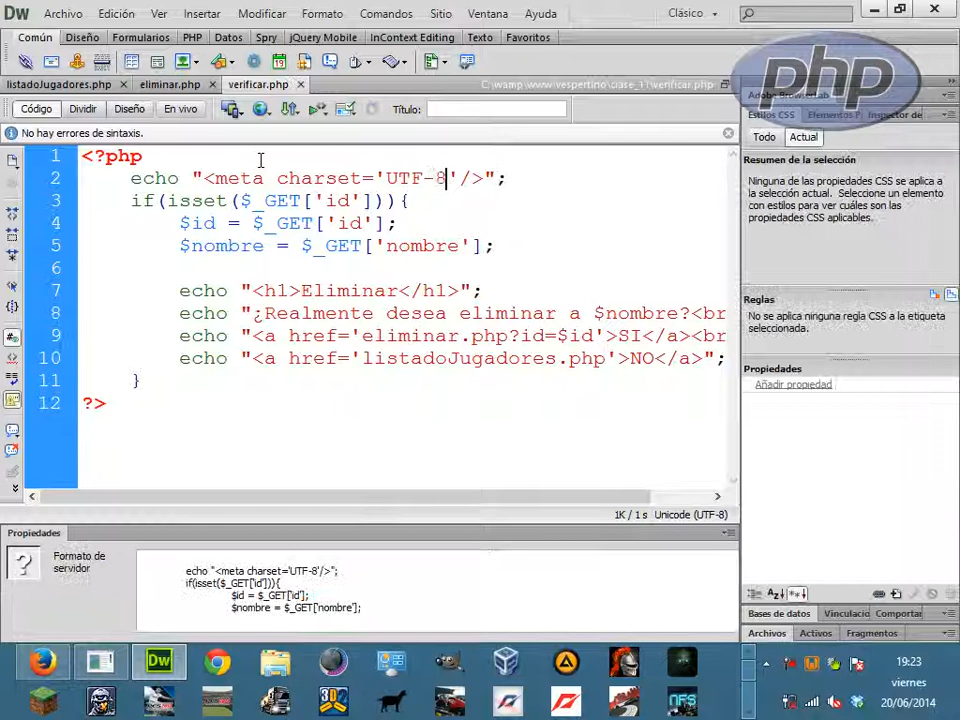 Dw Archivo Edición Ver Insertar Modificar Formato Comandos Sitio Ventana Ayuda Clásico
Común Diseño Formularios PHP Datos Spry jQuery Mobile InContext Editing Texto Favoritos
listadoJugadores.php × eliminar.php × verificar.php ×
php
Adobe BrowserLab
Código Dividir Diseño En vivo Título:
Estilos CSS
Todo Actual
No hay errores de sintaxis.
Resumen de la selección
Ninguna de las propiedades CSS se aplica a
la selección actual. Seleccione un
elemento con estilos para ver cuáles son las
propiedades CSS aplicables.
1 <?php
2 echo "<meta charset='UTF-8'/>";
3 if(isset($_GET['id'])){
4 $id = $_GET['id'];
5 $nombre = $_GET['nombre'];
6
7 echo "<h1>Eliminar</h1>";
8 echo "¿Realmente desea eliminar a $nombre?<br
9 echo "<a href='eliminar.php?id=$id'>SI</a><br
10 echo "<a href='listadoJugadores.php'>NO</a>";
11 }
12 ?>
Reglas
No se aplica ninguna regla CSS a la etiqueta
seleccionada.
Propiedades
Añadir propiedad
1K / 1 s Unicode (UTF-8)
Propiedades
Formato de
servidor
echo "<meta charset='UTF-8'/>";
if(isset($_GET['id'])){
$id = $_GET['id'];
$nombre = $_GET['nombre'];
Bases de datos Vinculacio Comportar
Archivos Activos Fragmentos
Dw
NFS
19:23
viernes
20/06/2014